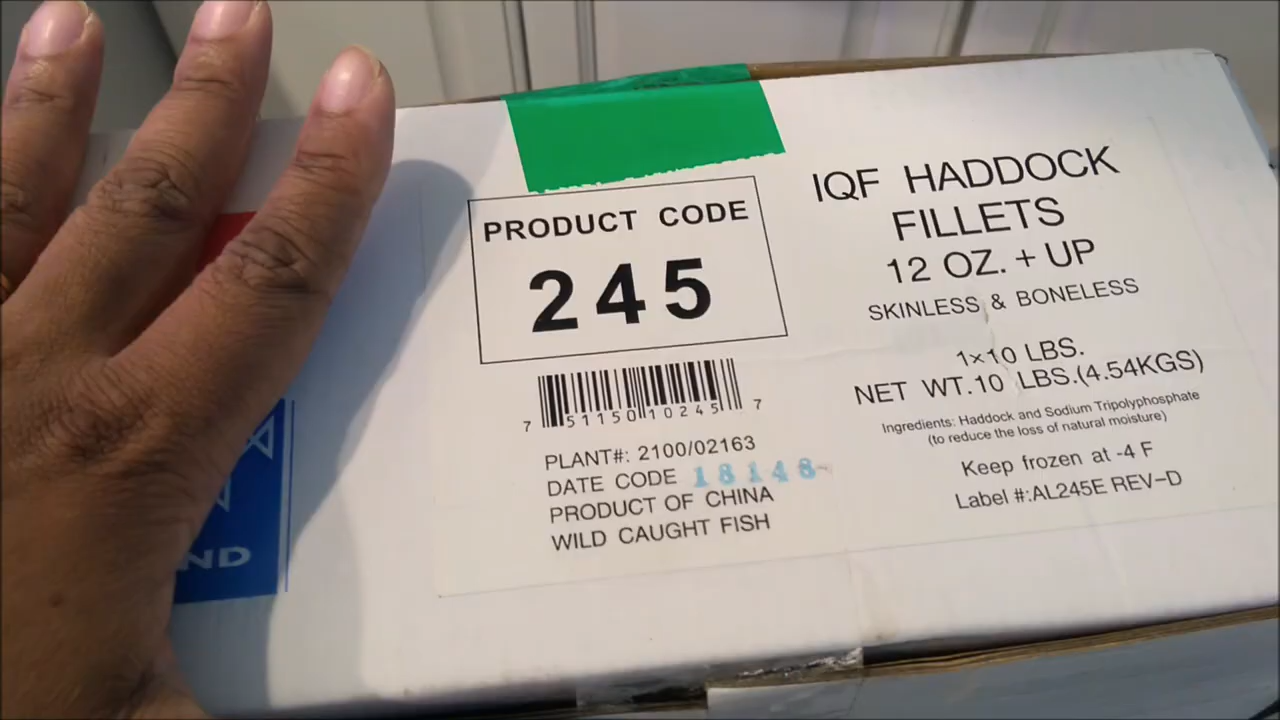 PRODUCT CODE
245
7 51150 10245 7
PLANT#: 2100/02163
DATE CODE 18148
PRODUCT OF CHINA
WILD CAUGHT FISH
IQF HADDOCK
FILLETS
12 OZ. + UP
SKINLESS & BONELESS
1×10 LBS.
NET WT.10 LBS.(4.54KGS)
Ingredients: Haddock and Sodium Tripolyphosphate
(to reduce the loss of natural moisture)
Keep frozen at -4 F
Label #:AL245E REV-D